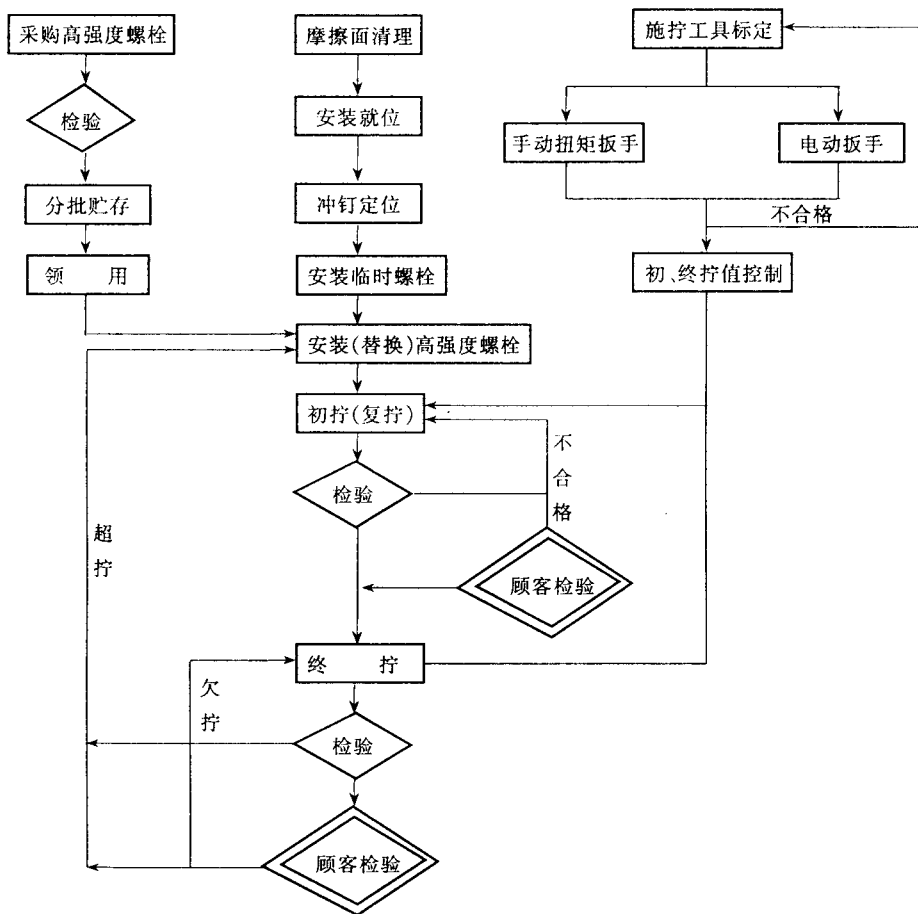 采购高强度螺栓
摩擦面清理
施拧工具标定
检验
安装就位
手动扭矩扳手
电动扳手
分批贮存
冲钉定位
不合格
领 用
安装临时螺栓
初、终拧值控制
安装(替换)高强度螺栓
初拧(复拧)
不合格
检验
超拧
顾客检验
终 拧
欠拧
检验
顾客检验